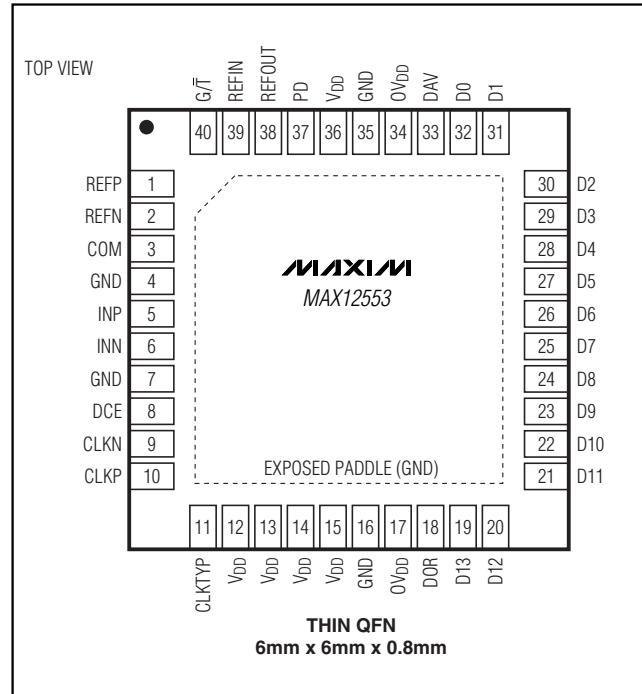 TOP VIEW
G/T̅
REFIN
REFOUT
PD
VDD
GND
OVDD
DAV
D0
D1
40 39 38 37 36 35 34 33 32 31
REFP 1
REFN 2
COM 3
GND 4
INP 5
INN 6
GND 7
DCE 8
CLKN 9
CLKP 10
30 D2
29 D3
28 D4
27 D5
26 D6
25 D7
24 D8
23 D9
22 D10
21 D11
MAXIM
MAX12553
EXPOSED PADDLE (GND)
11 12 13 14 15 16 17 18 19 20
CLKTYP
VDD
VDD
VDD
VDD
GND
OVDD
DOR
D13
D12
THIN QFN
6mm x 6mm x 0.8mm